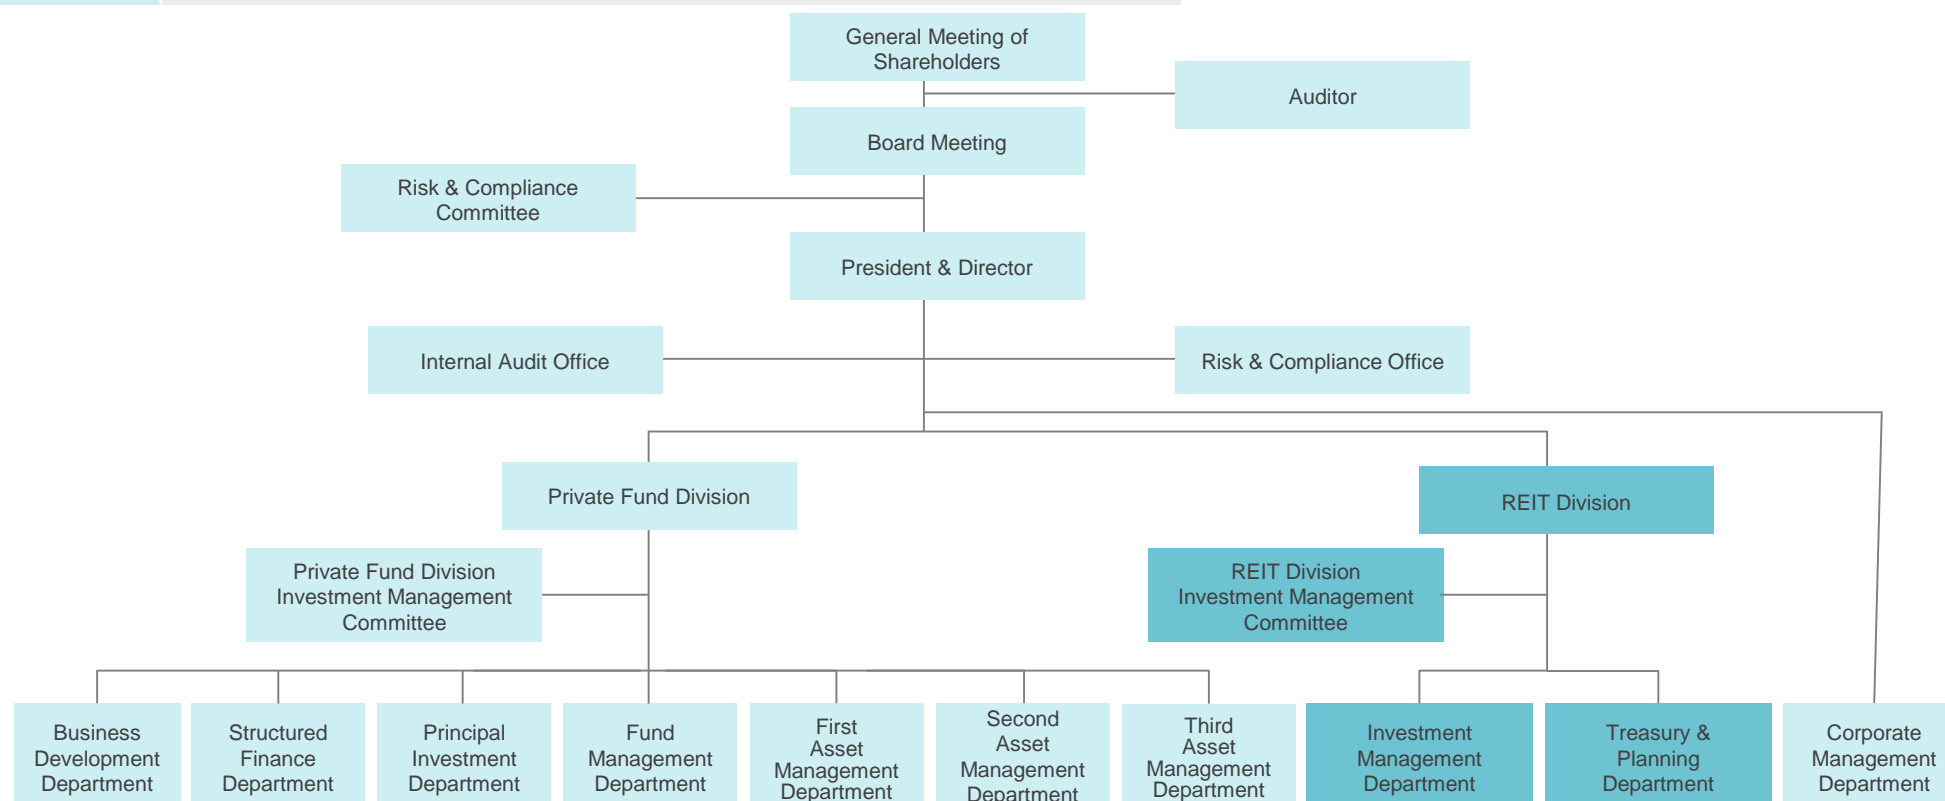 General Meeting of
Shareholders
Auditor
Board Meeting
Risk & Compliance
Committee
President & Director
Internal Audit Office
Risk & Compliance Office
Private Fund Division
REIT Division
Private Fund Division
Investment Management
Committee
REIT Division
Investment Management
Committee
Business
Development
Department
Structured
Finance
Department
Principal
Investment
Department
Fund
Management
Department
First
Asset
Management
Department
Second
Asset
Management
Department
Third
Asset
Management
Department
Investment
Management
Department
Treasury &
Planning
Department
Corporate
Management
Department